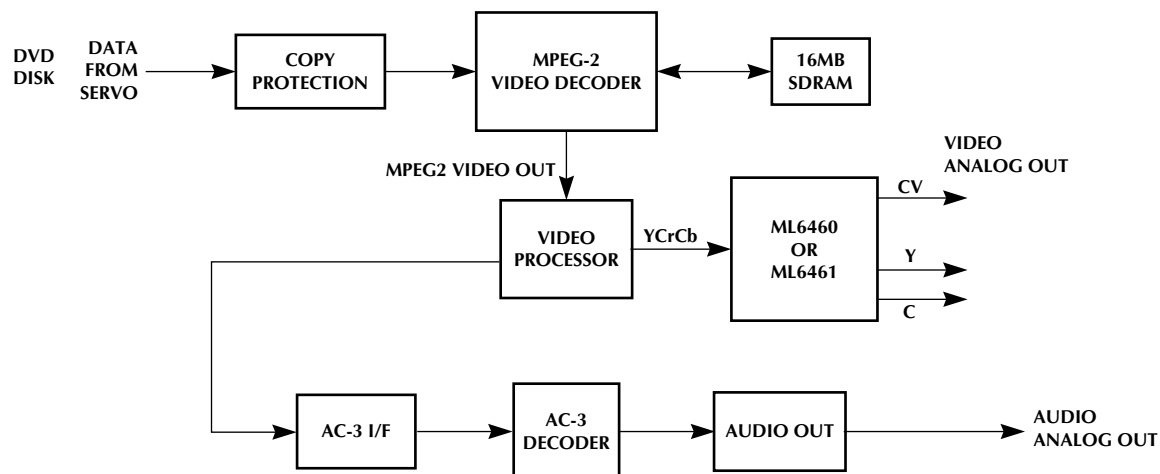 DVD
DISK
DATA
FROM
SERVO
COPY
PROTECTION
MPEG-2
VIDEO DECODER
16MB
SDRAM
MPEG2 VIDEO OUT
VIDEO
ANALOG OUT
VIDEO
PROCESSOR
YCrCb
ML6460
OR
ML6461
CV
Y
C
AC-3 I/F
AC-3
DECODER
AUDIO OUT
AUDIO
ANALOG OUT